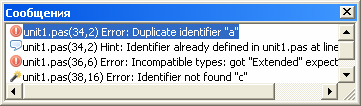 Сообщения
unit1.pas(34,2) Error: Duplicate identifier "a"
unit1.pas(34,2) Hint: Identifier already defined in unit1.pas at line
unit1.pas(36,6) Error: Incompatible types: got "Extended" expect
unit1.pas(38,16) Error: Identifier not found "c"